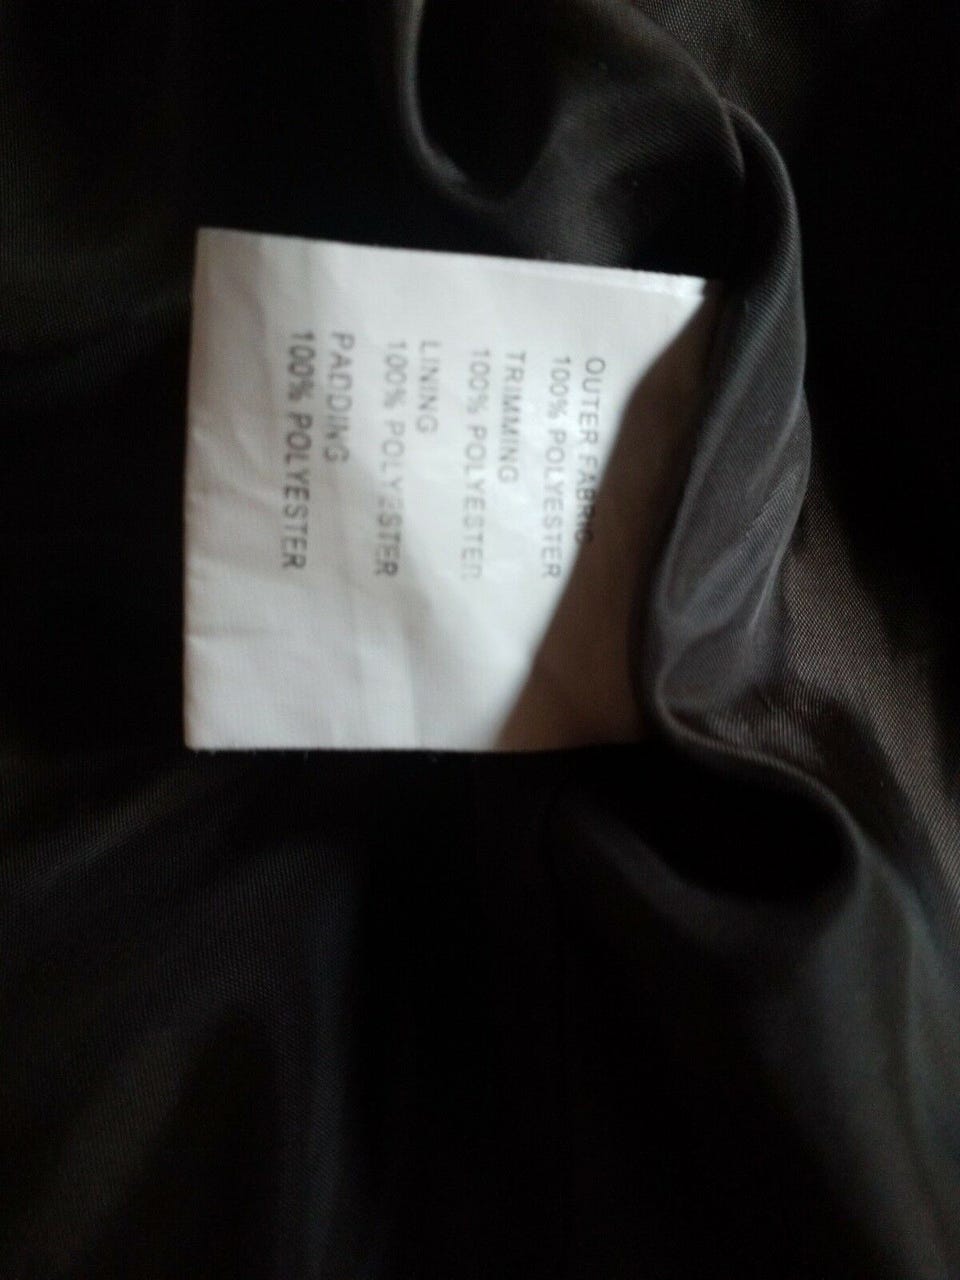 OUTER FABRIC
100% POLYESTER
TRIMMING
100% POLYESTER
LINING
100% POLYESTER
PADDING
100% POLYESTER